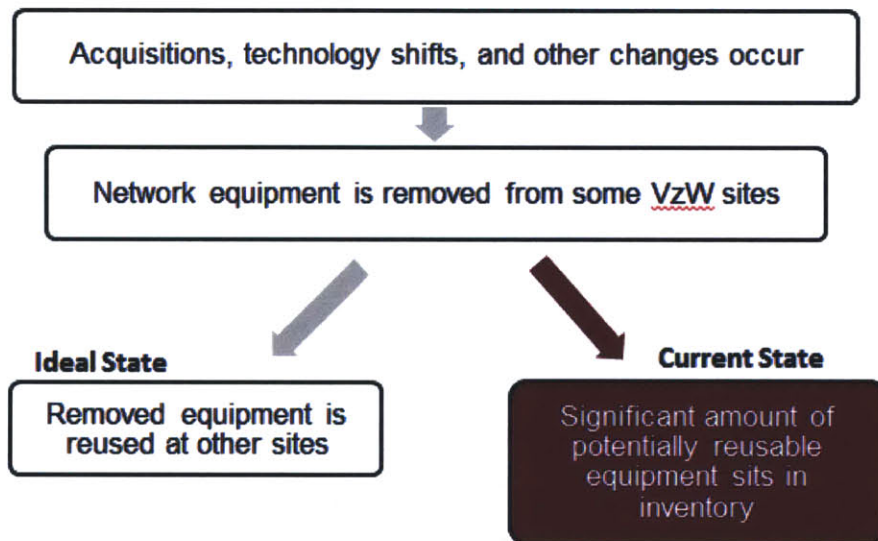 Acquisitions, technology shifts, and other changes occur
Network equipment is removed from some VzW sites
Ideal State
Current State
Removed equipment is
reused at other sites
Significant amount of
potentially reusable
equipment sits in
inventory